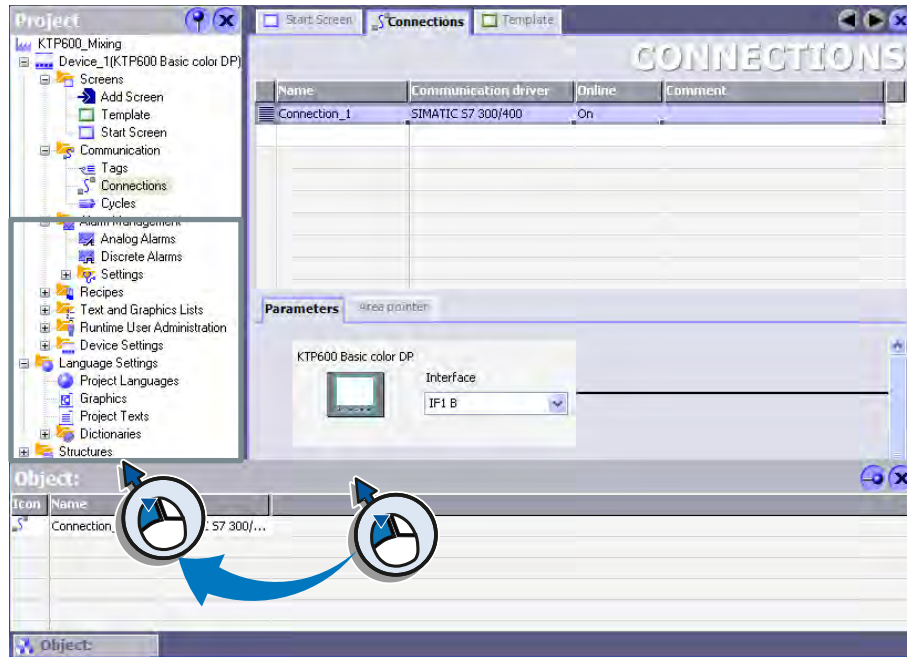 Project
Start Screen
Connections
Template
KTP600_Mixing
Device_1(KTP600 Basic color DP)
Screens
Add Screen
Template
Start Screen
Communication
Tags
Connections
Cycles
Alarm Management
Analog Alarms
Discrete Alarms
Settings
Recipes
Text and Graphics Lists
Runtime User Administration
Device Settings
Language Settings
Project Languages
Graphics
Project Texts
Dictionaries
Structures
CONNECTIONS
Name Communication driver Online Comment
Connection_1 SIMATIC S7 300/400 On
Parameters Area pointer
KTP600 Basic color DP
Interface
IF1 B
Object:
Icon Name
Connection_ S7 300/...
Object: